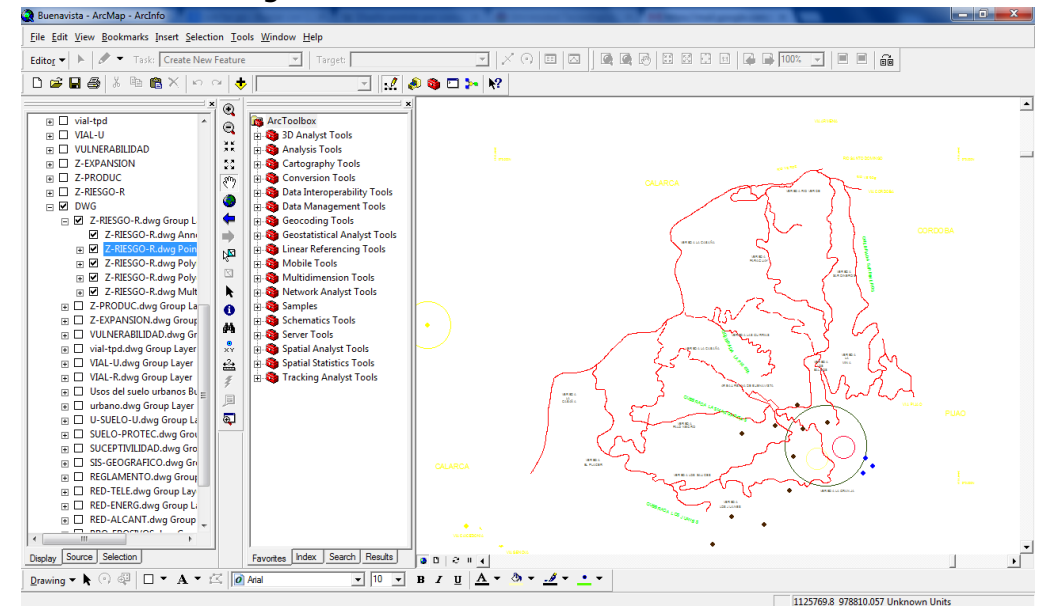 Buenavista - ArcMap - ArcInfo
File Edit View Bookmarks Insert Selection Tools Window Help
Editor Task: Create New Feature Target: 100%
vial-tpd
VIAL-U
VULNERABILIDAD
Z-EXPANSION
Z-PRODUC
Z-RIESGO-R
DWG
Z-RIESGO-R.dwg Group L
Z-RIESGO-R.dwg Ann
Z-RIESGO-R.dwg Poin
Z-RIESGO-R.dwg Poly
Z-RIESGO-R.dwg Poly
Z-RIESGO-R.dwg Mult
Z-PRODUC.dwg Group La
Z-EXPANSION.dwg Group
VULNERABILIDAD.dwg Gr
vial-tpd.dwg Group Layer
VIAL-U.dwg Group Layer
VIAL-R.dwg Group Layer
Usos del suelo urbanos Bu
urbano.dwg Group Layer
U-SUELO-U.dwg Group La
SUELO-PROTEC.dwg Grou
SUCEPTIVILIDAD.dwg Gro
SIS-GEOGRAFICO.dwg Gr
REGLAMENTO.dwg Group
RED-TELE.dwg Group Lay
RED-ENERG.dwg Group La
RED-ALCANT.dwg Group
Display Source Selection
ArcToolbox
3D Analyst Tools
Analysis Tools
Cartography Tools
Conversion Tools
Data Interoperability Tools
Data Management Tools
Geocoding Tools
Geostatistical Analyst Tools
Linear Referencing Tools
Mobile Tools
Multidimension Tools
Network Analyst Tools
Samples
Schematics Tools
Server Tools
Spatial Analyst Tools
Spatial Statistics Tools
Tracking Analyst Tools
Favorites Index Search Results
CALARCA
CORDOBA
PIJAO
CALARCA
Drawing A Arial 10 B I U A
1125769.8 978810.057 Unknown Units